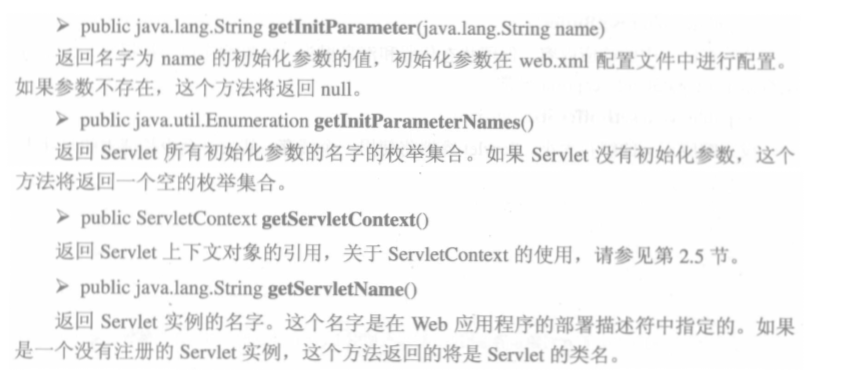 ➢ public java.lang.String getInitParameter(java.lang.String name)
返回名字为 name 的初始化参数的值，初始化参数在 web.xml 配置文件中进行配置。
如果参数不存在，这个方法将返回 null。
➢ public java.util.Enumeration getInitParameterNames()
返回 Servlet 所有初始化参数的名字的枚举集合。如果 Servlet 没有初始化参数，这个
方法将返回一个空的枚举集合。
➢ public ServletContext getServletContext()
返回 Servlet 上下文对象的引用，关于 ServletContext 的使用，请参见第 2.5 节。
➢ public java.lang.String getServletName()
返回 Servlet 实例的名字。这个名字是在 Web 应用程序的部署描述符中指定的。如果
是一个没有注册的 Servlet 实例，这个方法返回的将是 Servlet 的类名。